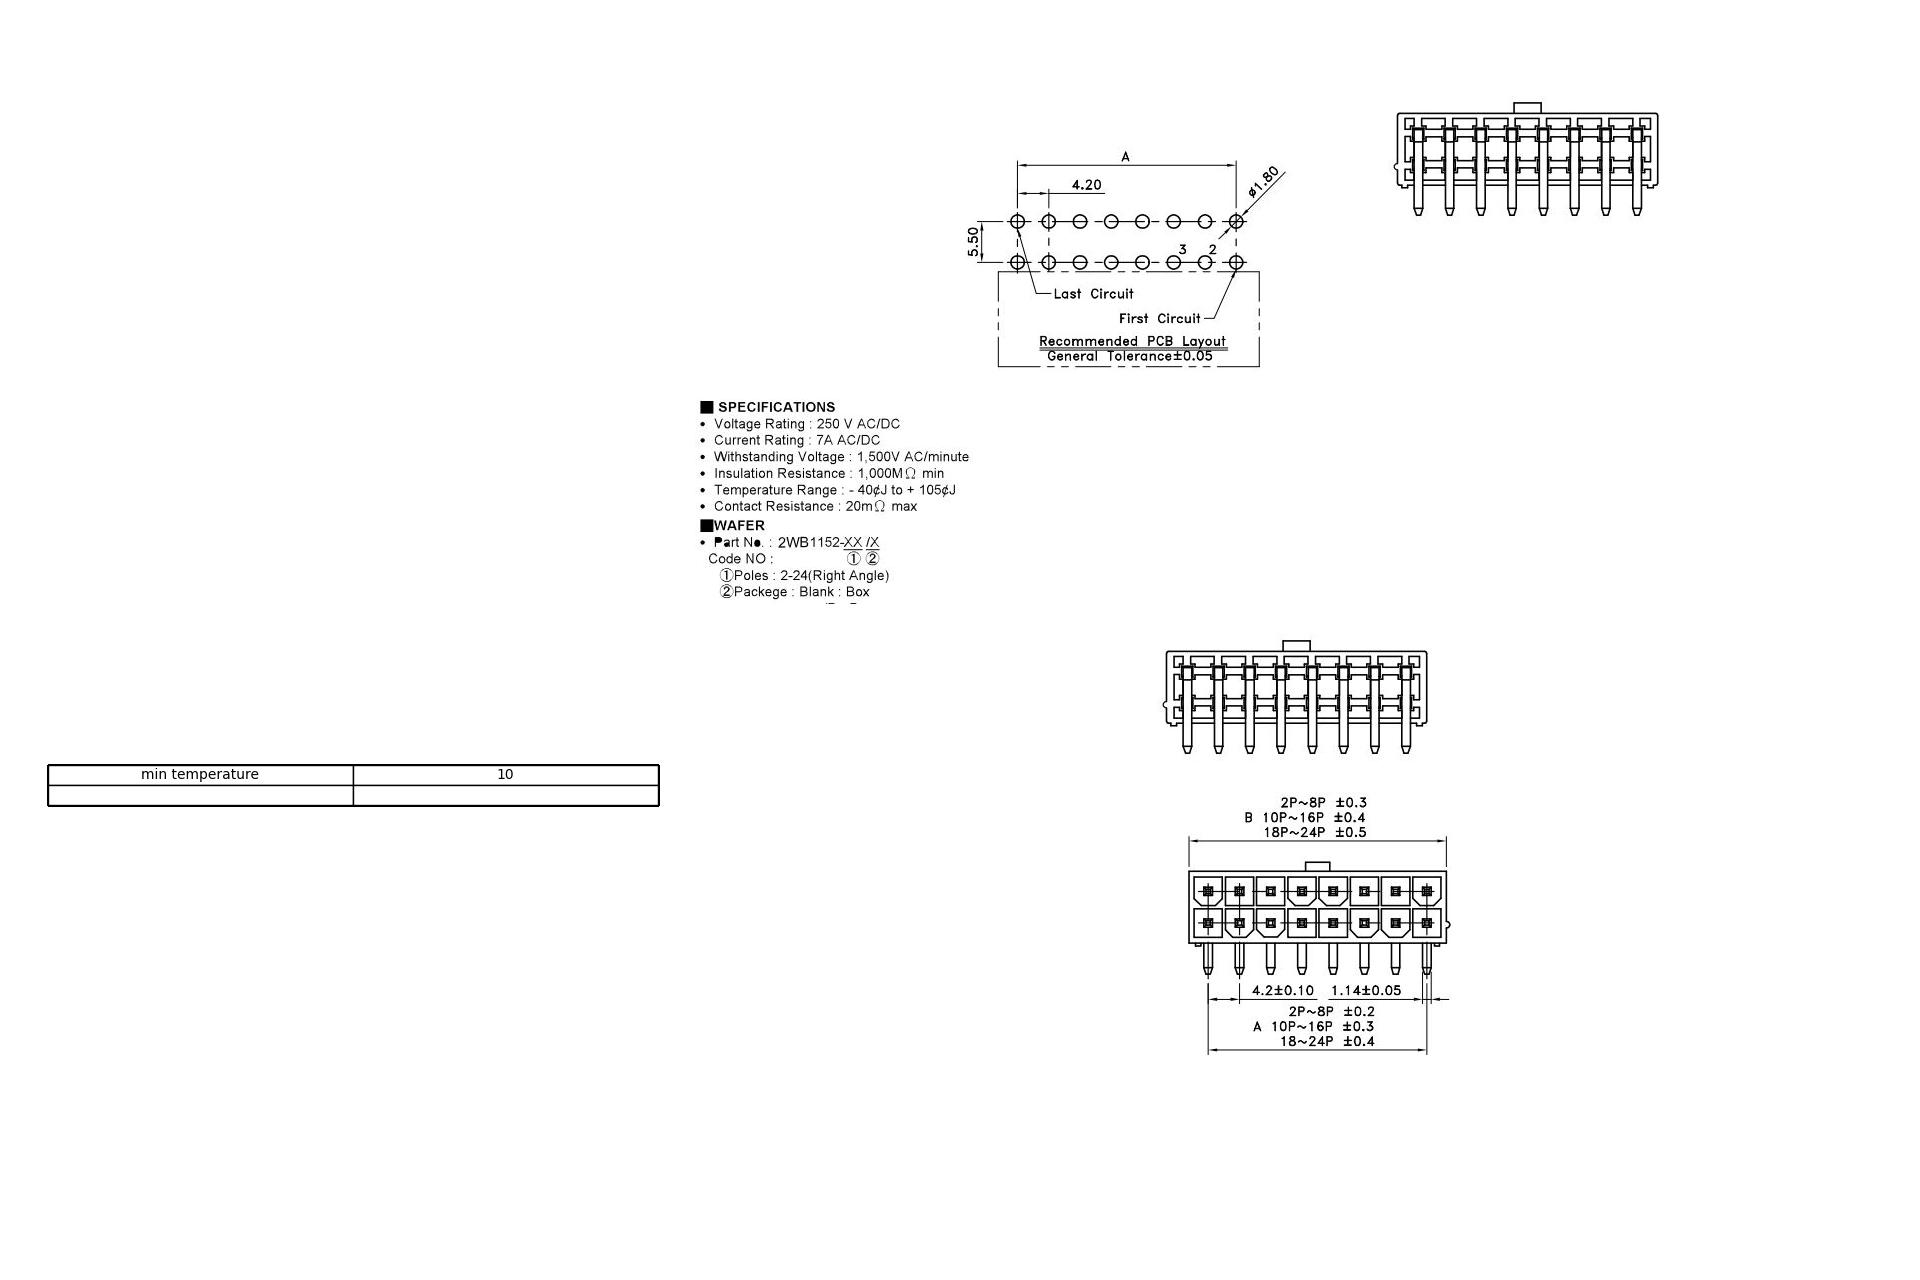 A
4.20
ø1.80
5.50
3 2
Last Circuit
First Circuit
Recommended PCB Layout
General Tolerance±0.05
■ SPECIFICATIONS
• Voltage Rating : 250 V AC/DC
• Current Rating : 7A AC/DC
• Withstanding Voltage : 1,500V AC/minute
• Insulation Resistance : 1,000MΩ min
• Temperature Range : - 40¢J to + 105¢J
• Contact Resistance : 20mΩ max
■WAFER
• Part No. : 2WB1152-XX /X
Code NO : ① ②
①Poles : 2-24(Right Angle)
②Packege : Blank : Box
min temperature 10
2P~8P ±0.3
B 10P~16P ±0.4
18P~24P ±0.5
4.2±0.10 1.14±0.05
2P~8P ±0.2
A 10P~16P ±0.3
18~24P ±0.4